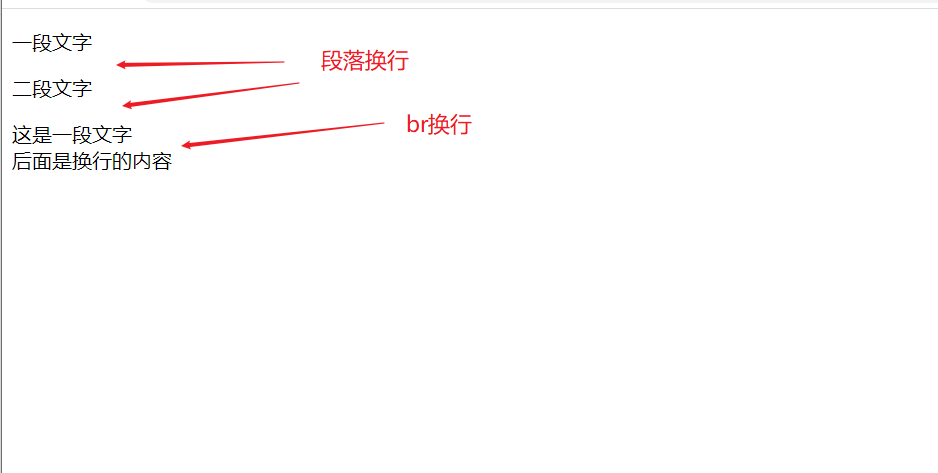 一段文字
段落换行
二段文字
br换行
这是一段文字
后面是换行的内容